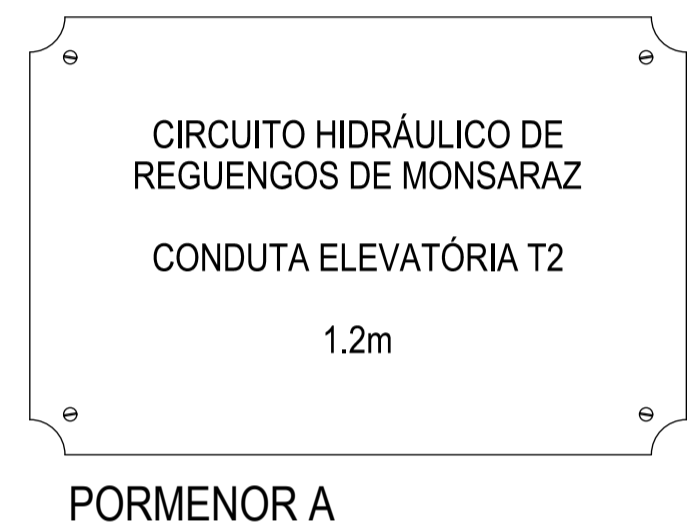 CIRCUITO HIDRÁULICO DE
REGUENGOS DE MONSARAZ
CONDUTA ELEVATÓRIA T2
1.2m
PORMENOR A